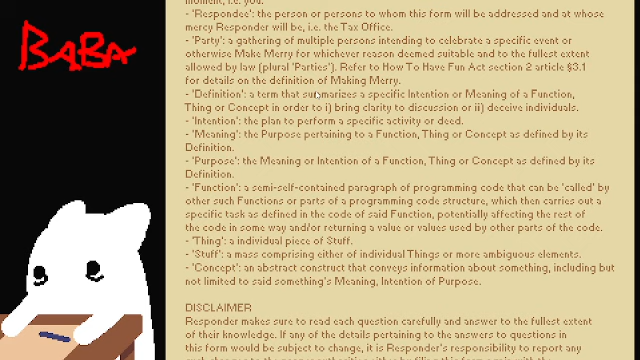 moment, i.e. you.
- 'Respondee': the person or persons to whom this form will be addressed and at whose
mercy Responder will be, i.e. the Tax Office.
- 'Party': a gathering of multiple persons intending to celebrate a specific event or
otherwise Make Merry for whichever reason deemed suitable and to the fullest extent
allowed by law (plural 'Parties'). Refer to How To Have Fun Act section 2 article §3.1
for details on the definition of Making Merry.
- 'Definition': a term that summarizes a specific Intention or Meaning of a Function,
Thing or Concept in order to i) bring clarity to discussion or ii) deceive individuals.
- 'Intention': the plan to perform a specific activity or deed.
- 'Meaning': the Purpose pertaining to a Function, Thing or Concept as defined by its
Definition.
- 'Purpose': the Meaning or Intention of a Function, Thing or Concept as defined by its
Definition.
- 'Function': a semi-self-contained paragraph of programming code that can be 'called' by
other such Functions or parts of a programming code structure, which then carries out a
specific task as defined in the code of said Function, potentially affecting the rest of
the code in some way and/or returning a value or values used by other parts of the code.
- 'Thing': a individual piece of Stuff.
- 'Stuff': a mass comprising either of individual Things or more ambiguous elements.
- 'Concept': an abstract construct that conveys information about something, including but
not limited to said something's Meaning, Intention of Purpose.
DISCLAIMER
Responder makes sure to read each question carefully and answer to the fullest extent
of their knowledge. If any of the details pertaining to the answers to questions in
this form would be subject to change, it is Responder's responsibility to report any
BABA